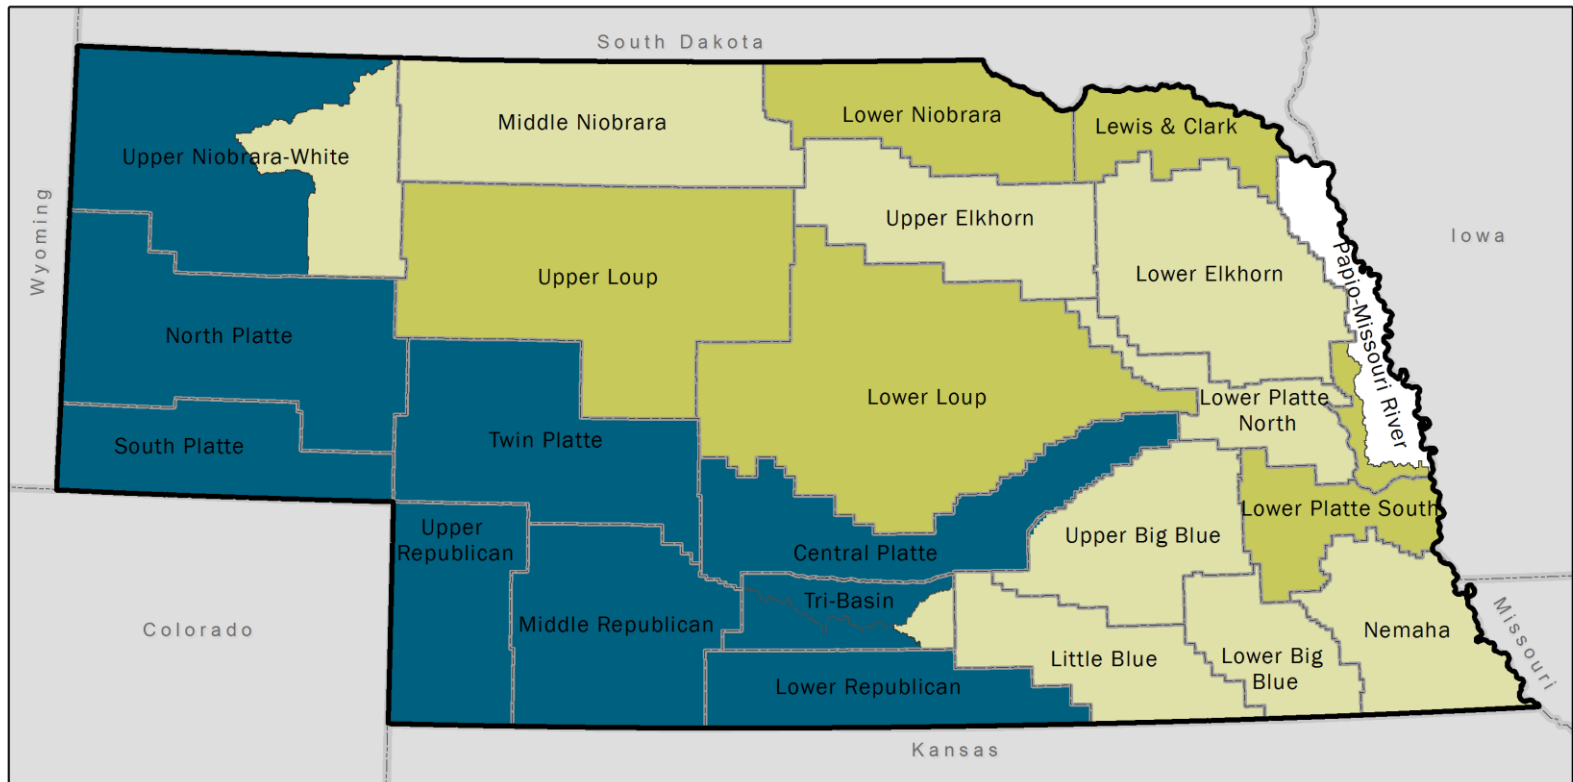 South Dakota
Middle Niobrara
Lower Niobrara
Lewis & Clark
Upper Niobrara-White
Wyoming
Upper Elkhorn
Iowa
Upper Loup
Lower Elkhorn
North Platte
Papio-Missouri River
Lower Loup
Lower Platte
North
South Platte
Twin Platte
Lower Platte South
Upper
Republican
Central Platte
Upper Big Blue
Tri-Basin
Colorado
Middle Republican
Nemaha
Missouri
Little Blue
Lower Big
Blue
Lower Republican
Kansas